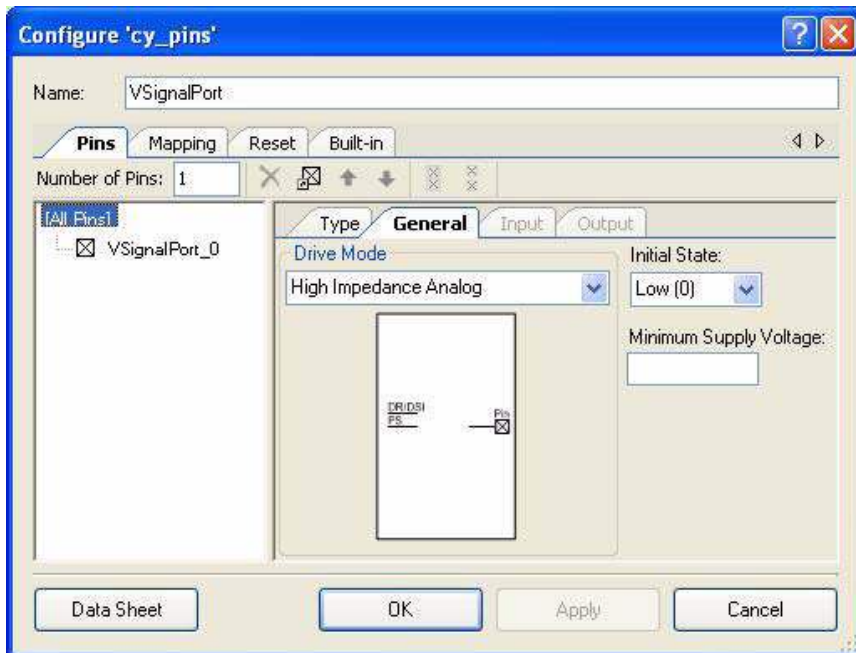 Configure 'cy_pins'
Name: VSignalPort
Pins Mapping Reset Built-in
Number of Pins: 1
[All Pins]
VSignalPort_0
Type General Input Output
Drive Mode
High Impedance Analog
Initial State:
Low (0)
Minimum Supply Voltage:
DR/DSI
PS
Pin
Data Sheet OK Apply Cancel